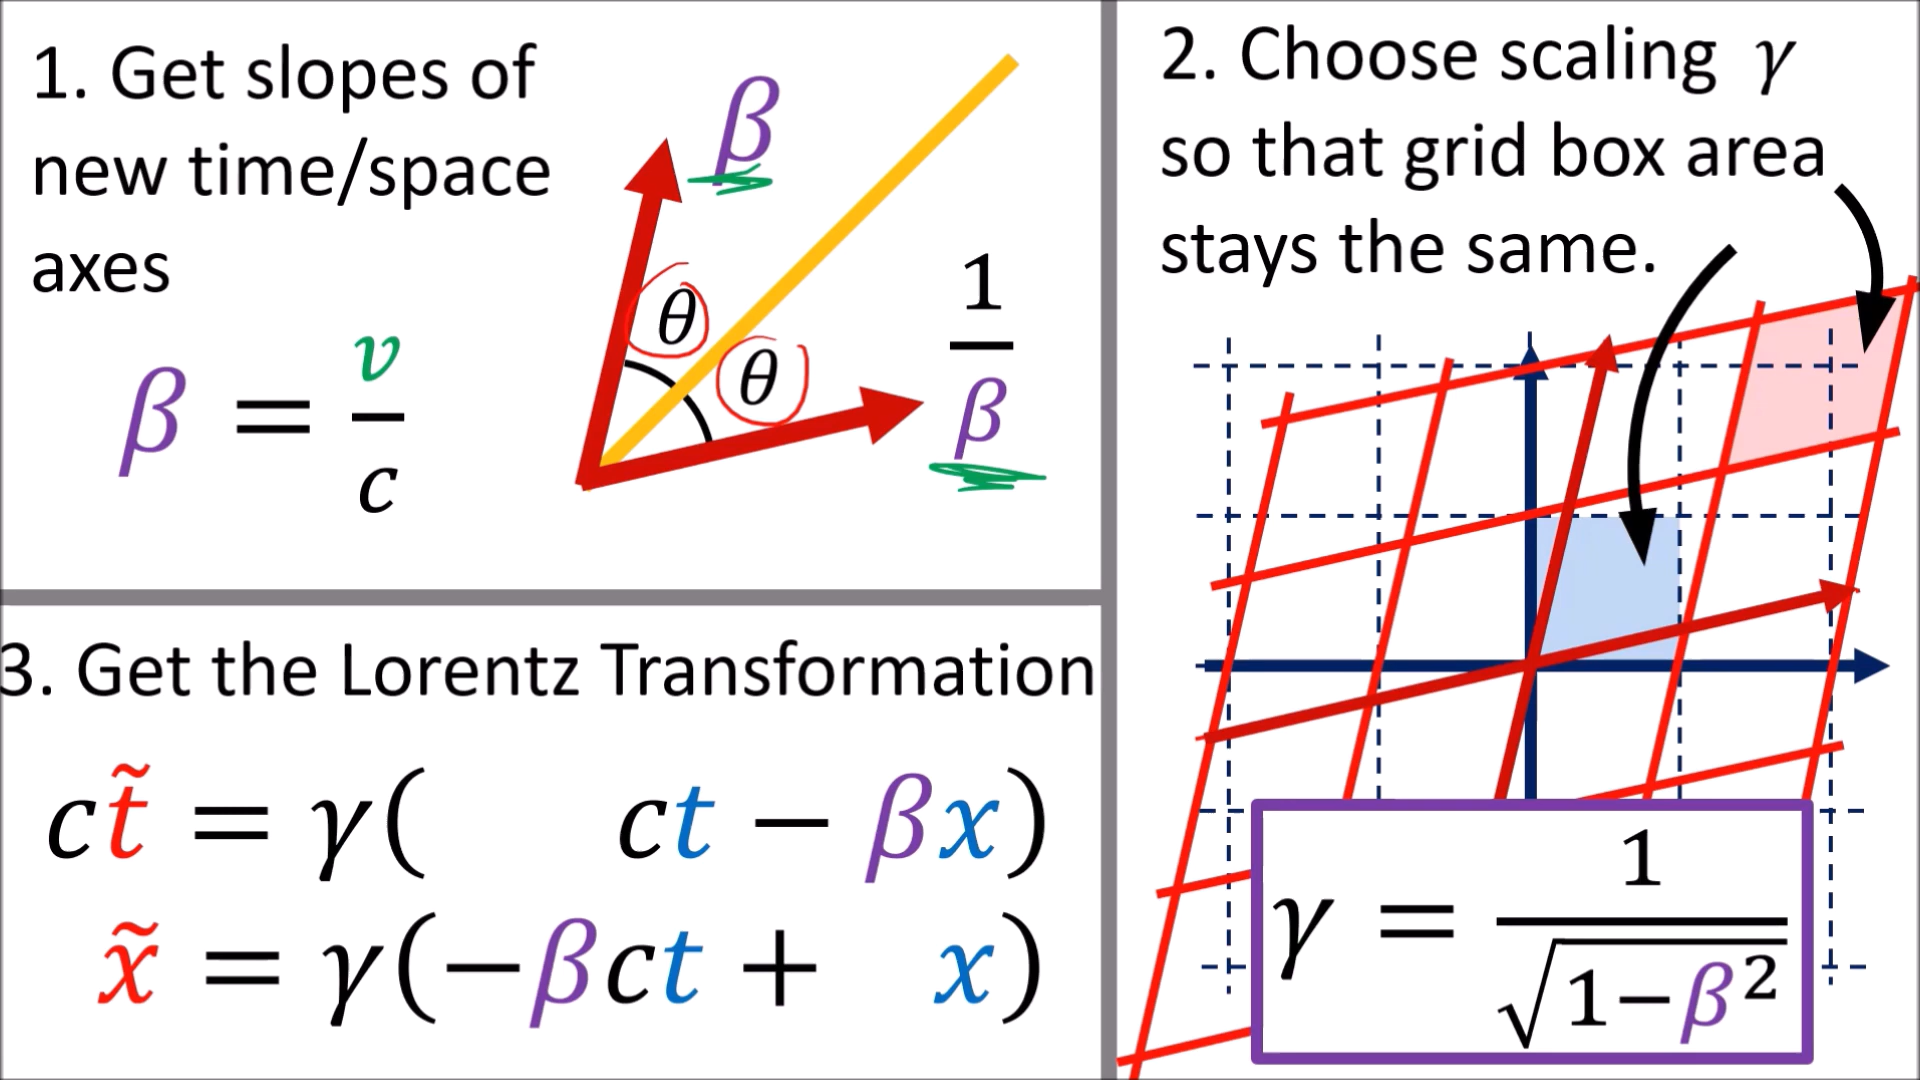 1. Get slopes of
new time/space
axes
β = v/c
β
θ
θ
1/β
2. Choose scaling γ
so that grid box area
stays the same.
γ = 1/√(1−β²)
3. Get the Lorentz Transformation
ct̃ = γ( ct − βx)
x̃ = γ(−βct + x)